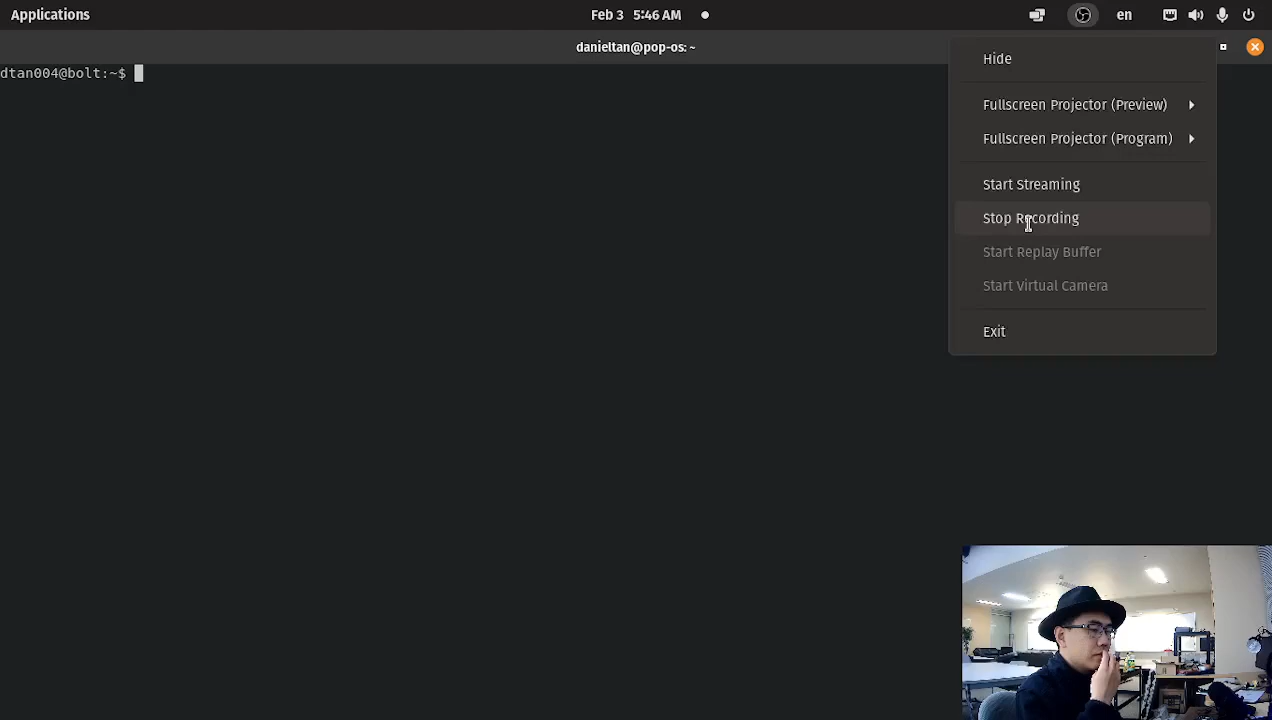 Applications
Feb 3 5:46 AM
en
danieltan@pop-os: ~
dtan004@bolt:~$
Hide
Fullscreen Projector (Preview)
Fullscreen Projector (Program)
Start Streaming
Stop Recording
Start Replay Buffer
Start Virtual Camera
Exit